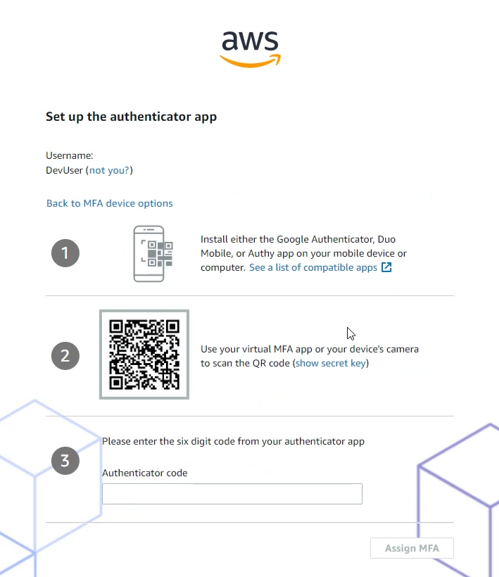 aws
Set up the authenticator app
Username:
DevUser (not you?)
Back to MFA device options
1
Install either the Google Authenticator, Duo
Mobile, or Authy app on your mobile device or
computer. See a list of compatible apps
2
Use your virtual MFA app or your device's camera
to scan the QR code (show secret key)
3
Please enter the six digit code from your authenticator app
Authenticator code
Assign MFA